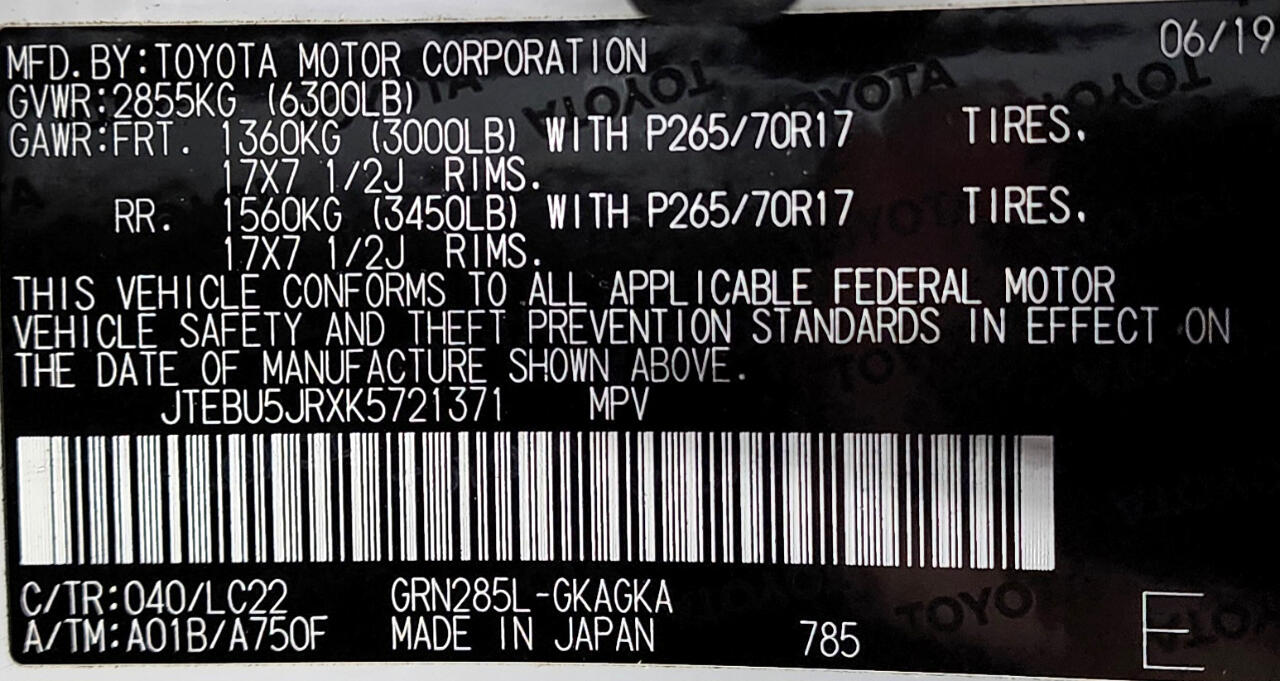 06/19
MFD.BY:TOYOTA MOTOR CORPORATION
GVWR:2855KG (6300LB)
GAWR:FRT. 1360KG (3000LB) WITH P265/70R17 TIRES.
17X7 1/2J RIMS.
RR. 1560KG (3450LB) WITH P265/70R17 TIRES.
17X7 1/2J RIMS.
THIS VEHICLE CONFORMS TO ALL APPLICABLE FEDERAL MOTOR
VEHICLE SAFETY AND THEFT PREVENTION STANDARDS IN EFFECT ON
THE DATE OF MANUFACTURE SHOWN ABOVE.
JTEBU5JRXK5721371 MPV
C/TR:040/LC22 GRN285L-GKAGKA
A/TM:A01B/A750F MADE IN JAPAN 785 E